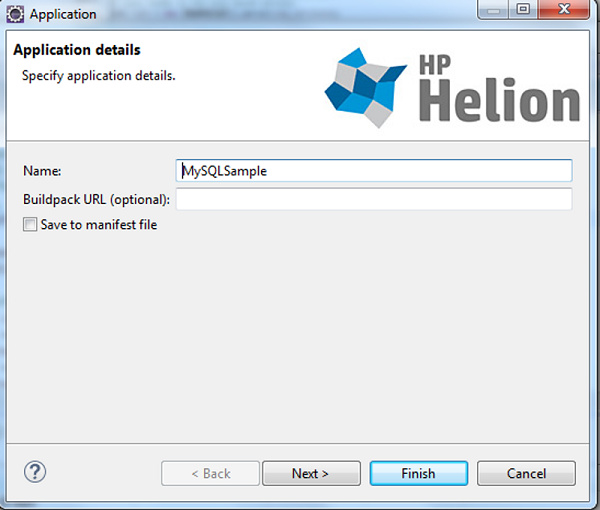 Application
Application details
Specify application details.
HP
Helion
Name:
MySQLSample
Buildpack URL (optional):
Save to manifest file
?
< Back
Next >
Finish
Cancel